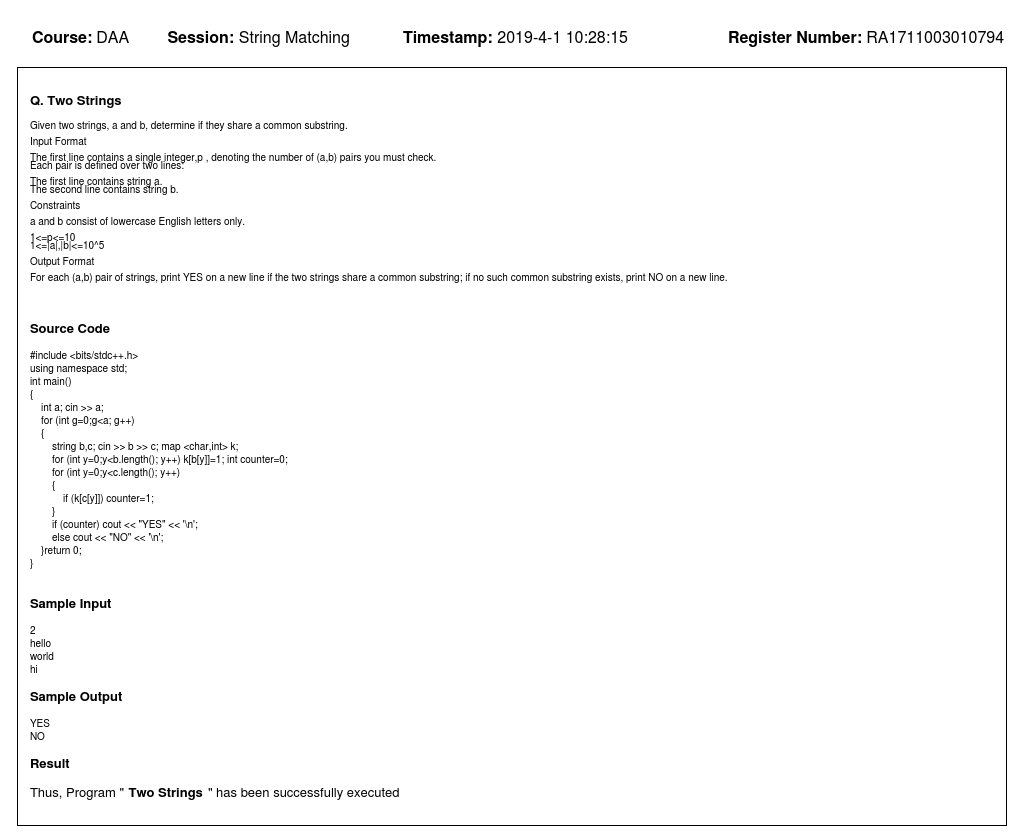 Course: DAA Session: String Matching Timestamp: 2019-4-1 10:28:15 Register Number: RA1711003010794
Q. Two Strings
Given two strings, a and b, determine if they share a common substring.
Input Format
The first line contains a single integer,p , denoting the number of (a,b) pairs you must check.
Each pair is defined over two lines:
The first line contains string a.
The second line contains string b.
Constraints
a and b consist of lowercase English letters only.
1<=p<=10
1<=|a|,|b|<=10^5
Output Format
For each (a,b) pair of strings, print YES on a new line if the two strings share a common substring; if no such common substring exists, print NO on a new line.
Source Code
#include <bits/stdc++.h>
using namespace std;
int main()
{
    int a; cin >> a;
    for (int g=0;g<a; g++)
    {
        string b,c; cin >> b >> c; map <char,int> k;
        for (int y=0;y<b.length(); y++) k[b[y]]=1; int counter=0;
        for (int y=0;y<c.length(); y++)
        {
            if (k[c[y]]) counter=1;
        }
        if (counter) cout << "YES" << '\n';
        else cout << "NO" << '\n';
    }return 0;
}
Sample Input
2
hello
world
hi
Sample Output
YES
NO
Result
Thus, Program " Two Strings " has been successfully executed